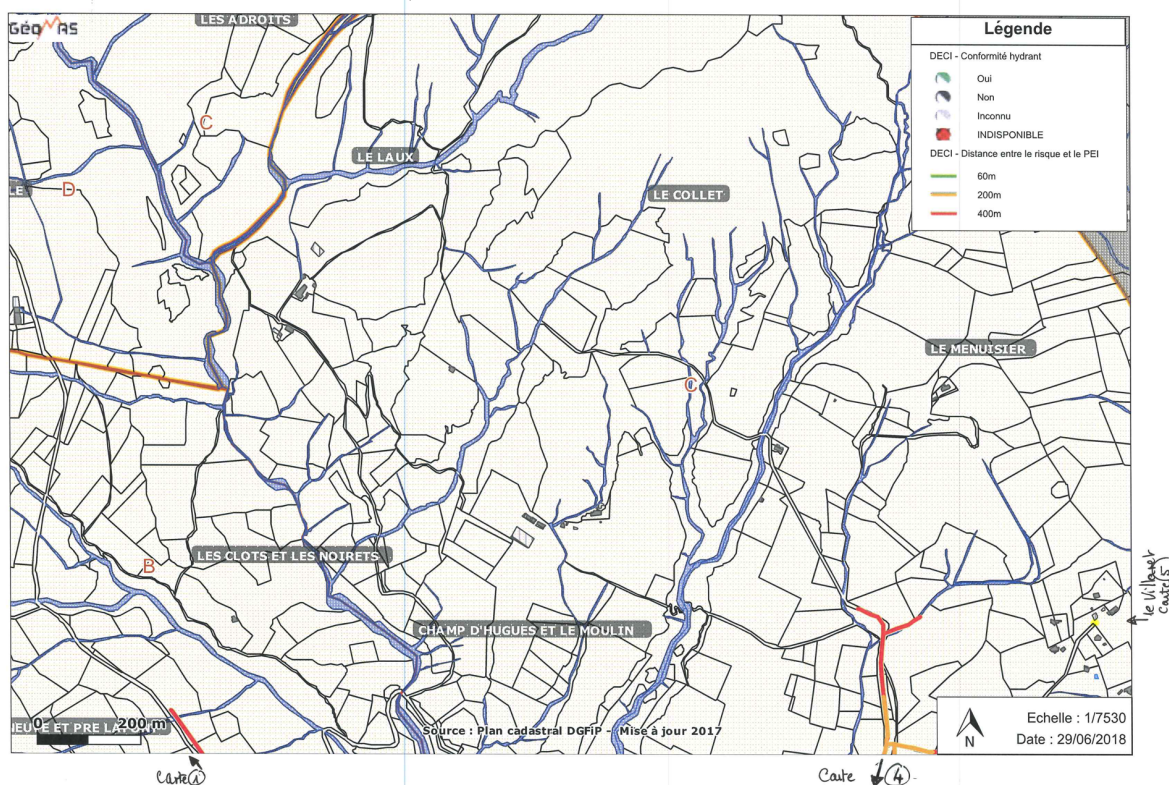 LES ADROITS
GéoMAS
Légende
DECI - Conformité hydrant
Oui
Non
Inconnu
INDISPONIBLE
DECI - Distance entre le risque et le PEI
60m
200m
400m
C
LE LAUX
LE
D
LE COLLET
LE MENUISIER
C
LES CLOTS ET LES NOIRETS
B
le Villaret
Carte(5)
CHAMP D'HUGUES ET LE MOULIN
0 200 m
Source : Plan cadastral DGFiP - Mise à jour 2017
N
Echelle : 1/7530
Date : 29/06/2018
Carte 1
Carte 4